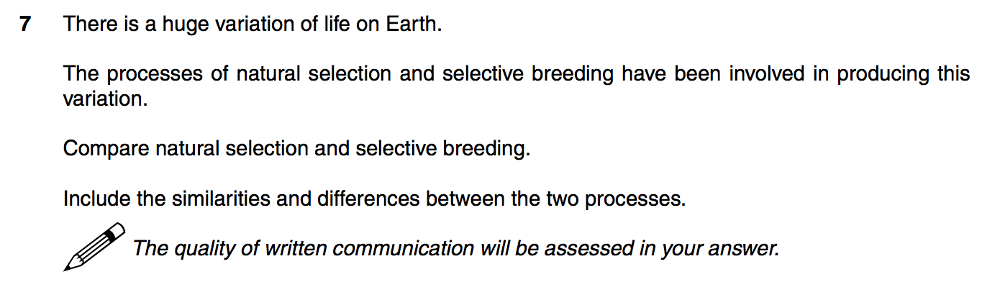 7 There is a huge variation of life on Earth.
The processes of natural selection and selective breeding have been involved in producing this
variation.
Compare natural selection and selective breeding.
Include the similarities and differences between the two processes.
The quality of written communication will be assessed in your answer.